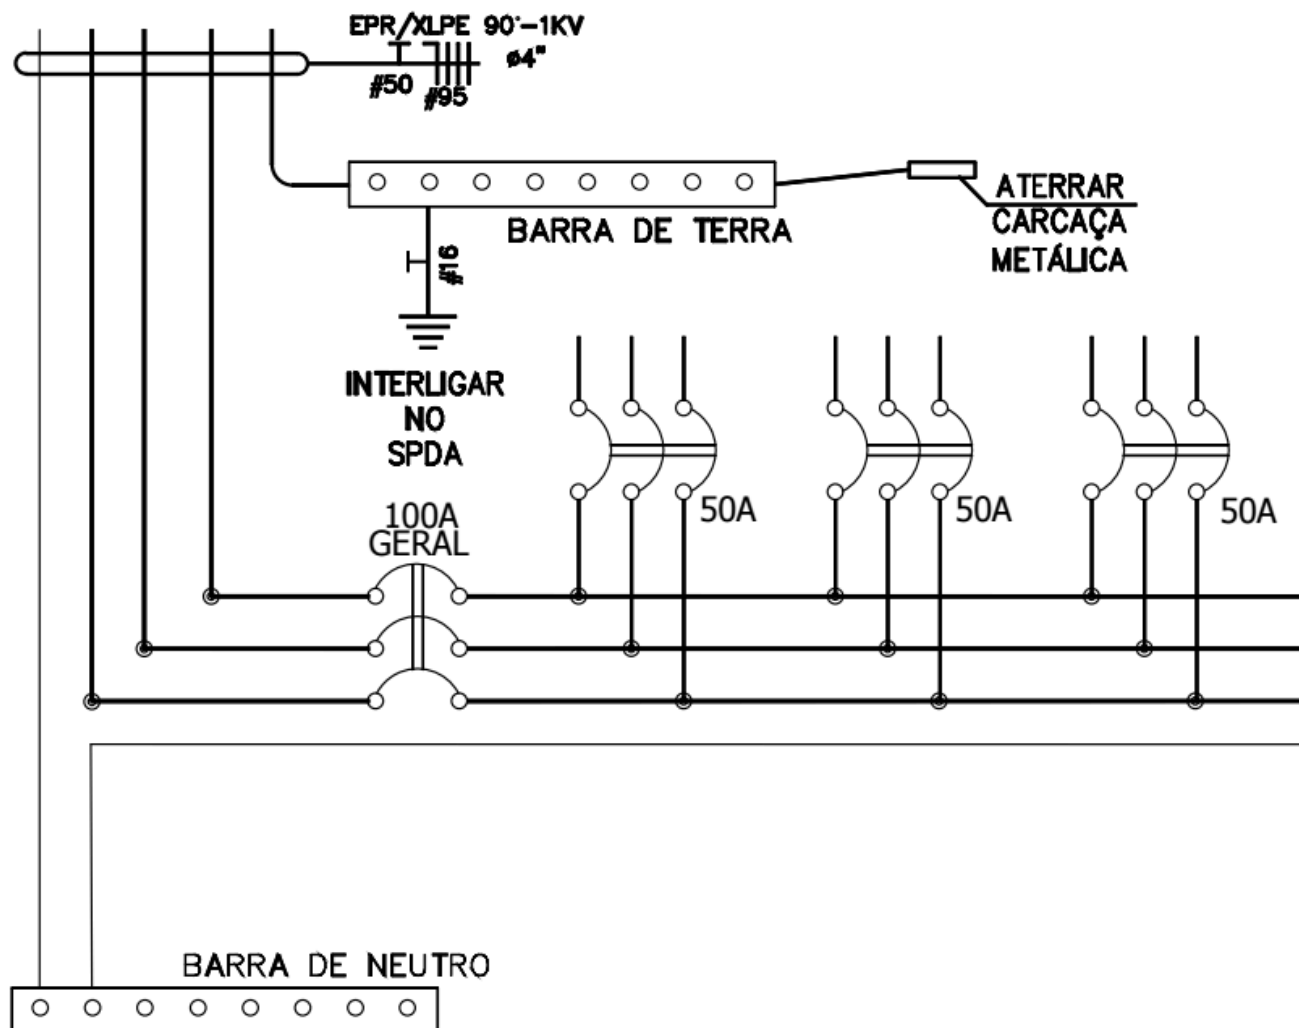 EPR/XLPE 90°-1KV
ø4"
#50
#95
BARRA DE TERRA
ATERRAR
CARCAÇA
METÁLICA
#16
INTERLIGAR
NO
SPDA
100A
GERAL
50A
50A
50A
BARRA DE NEUTRO